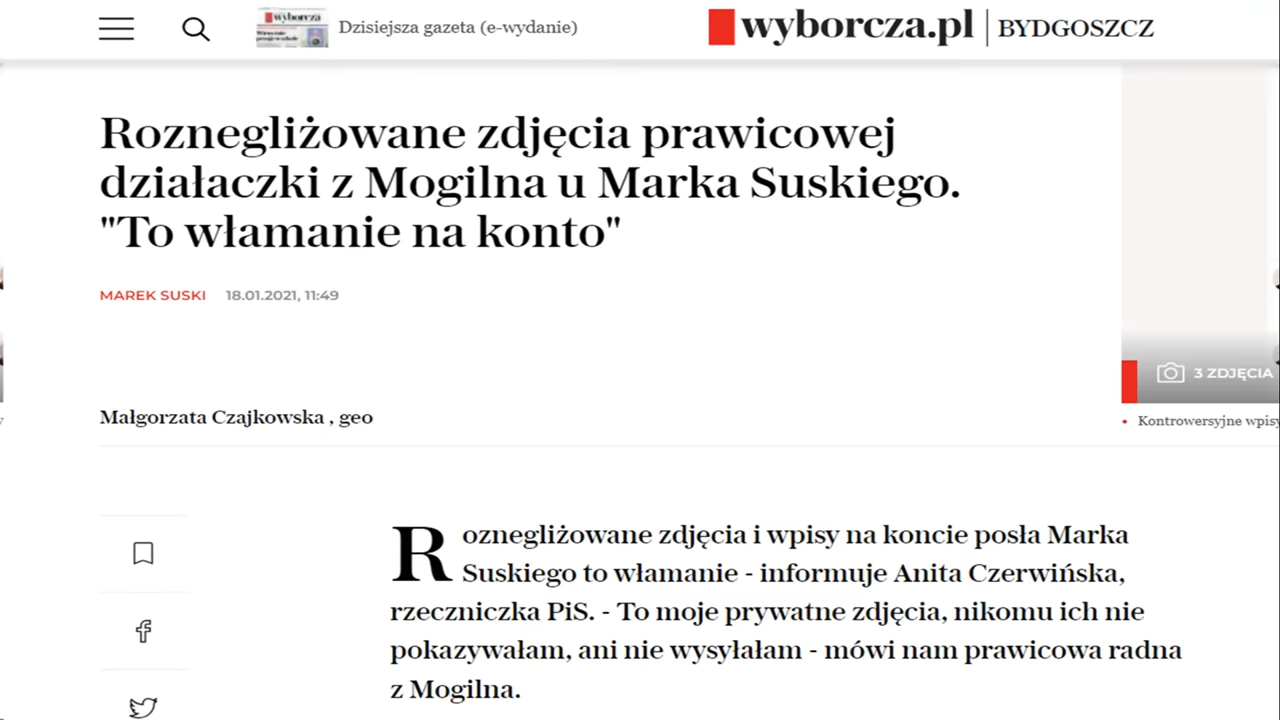 Dzisiejsza gazeta (e-wydanie)
wyborcza.pl BYDGOSZCZ
Roznegliżowane zdjęcia prawicowej
działaczki z Mogilna u Marka Suskiego.
"To włamanie na konto"
MAREK SUSKI 18.01.2021, 11:49
3 ZDJĘCIA
Małgorzata Czajkowska , geo
Kontrowersyjne wpisy
Roznegliżowane zdjęcia i wpisy na koncie posła Marka
Suskiego to włamanie - informuje Anita Czerwińska,
rzeczniczka PiS. - To moje prywatne zdjęcia, nikomu ich nie
pokazywałam, ani nie wysyłałam - mówi nam prawicowa radna
z Mogilna.